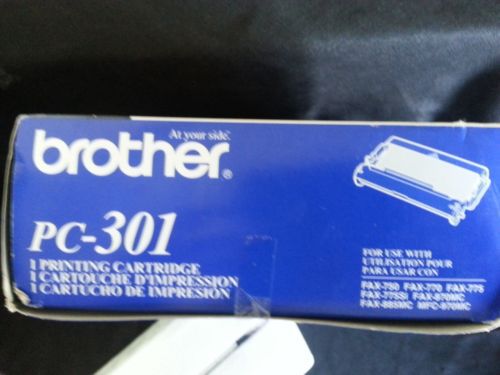 At your side.
brother®
PC-301
1 PRINTING CARTRIDGE
1 CARTOUCHE D'IMPRESSION
1 CARTUCHO DE IMPRESION
FOR USE WITH
UTILISATION POUR
PARA USAR CON
FAX-750 FAX-770 FAX-775
FAX-775SI FAX-870MC
FAX-885MC MFC-970MC